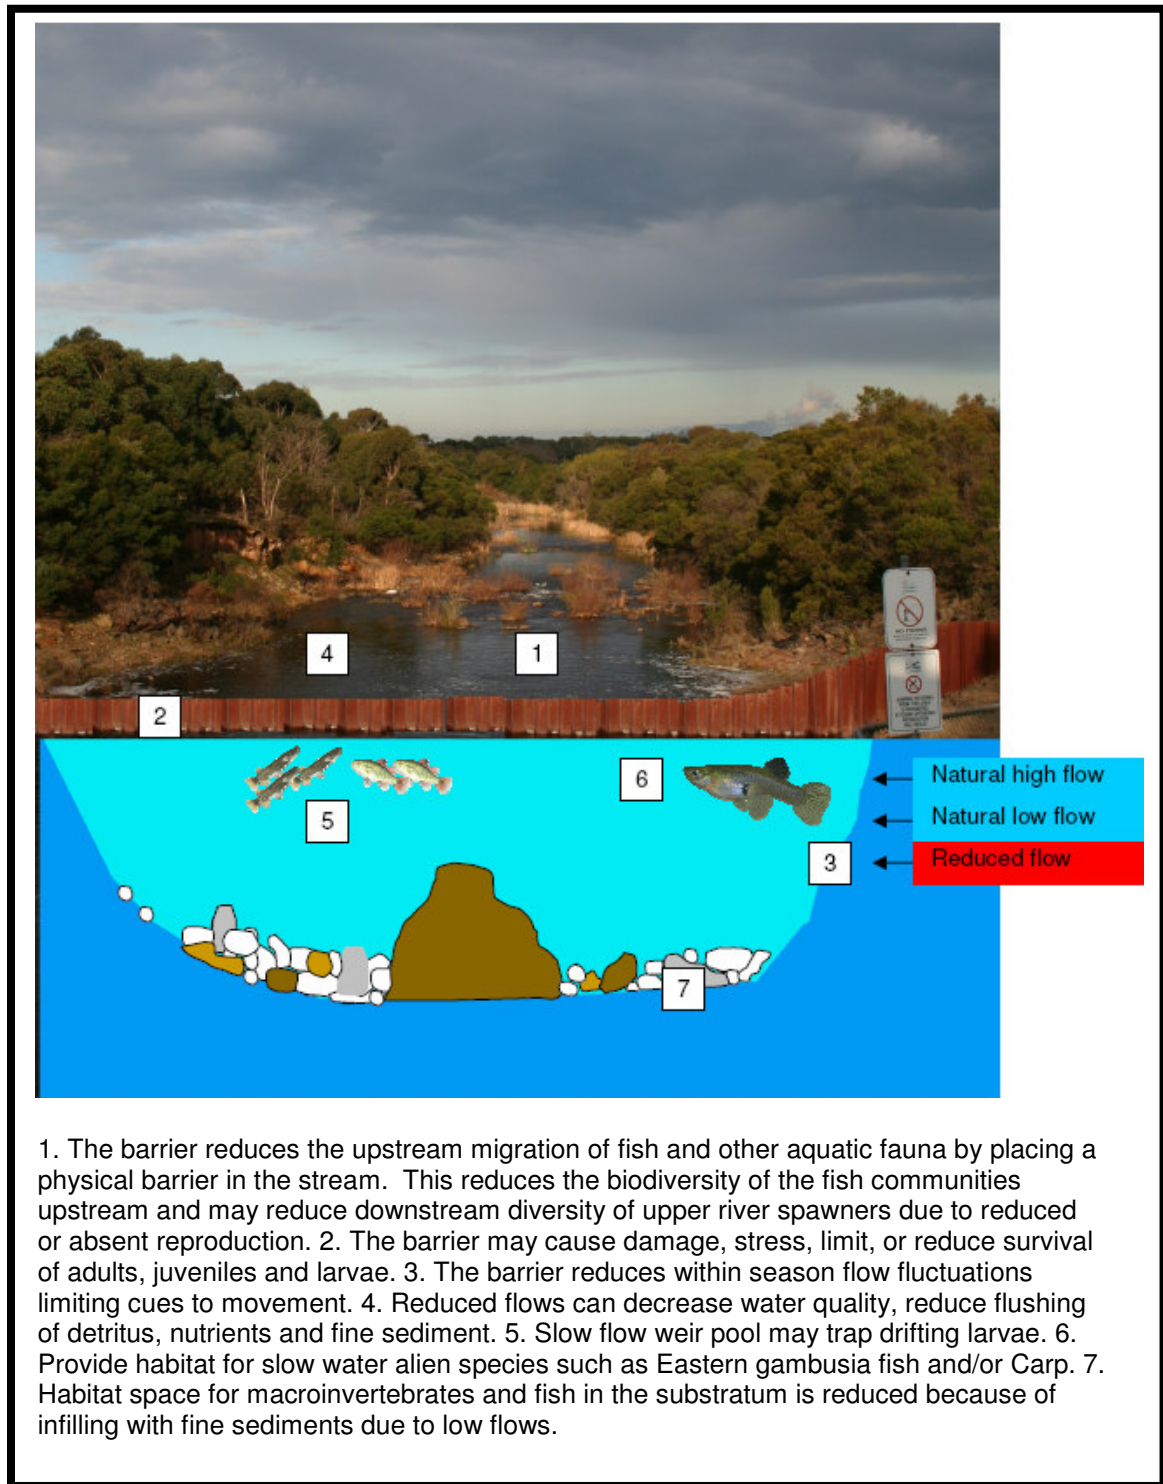 NO FISHING
4
1
2
6
Natural high flow
Natural low flow
5
3
Reduced flow
7
1. The barrier reduces the upstream migration of fish and other aquatic fauna by placing a
physical barrier in the stream.  This reduces the biodiversity of the fish communities
upstream and may reduce downstream diversity of upper river spawners due to reduced
or absent reproduction. 2. The barrier may cause damage, stress, limit, or reduce survival
of adults, juveniles and larvae. 3. The barrier reduces within season flow fluctuations
limiting cues to movement. 4. Reduced flows can decrease water quality, reduce flushing
of detritus, nutrients and fine sediment. 5. Slow flow weir pool may trap drifting larvae. 6.
Provide habitat for slow water alien species such as Eastern gambusia fish and/or Carp. 7.
Habitat space for macroinvertebrates and fish in the substratum is reduced because of
infilling with fine sediments due to low flows.